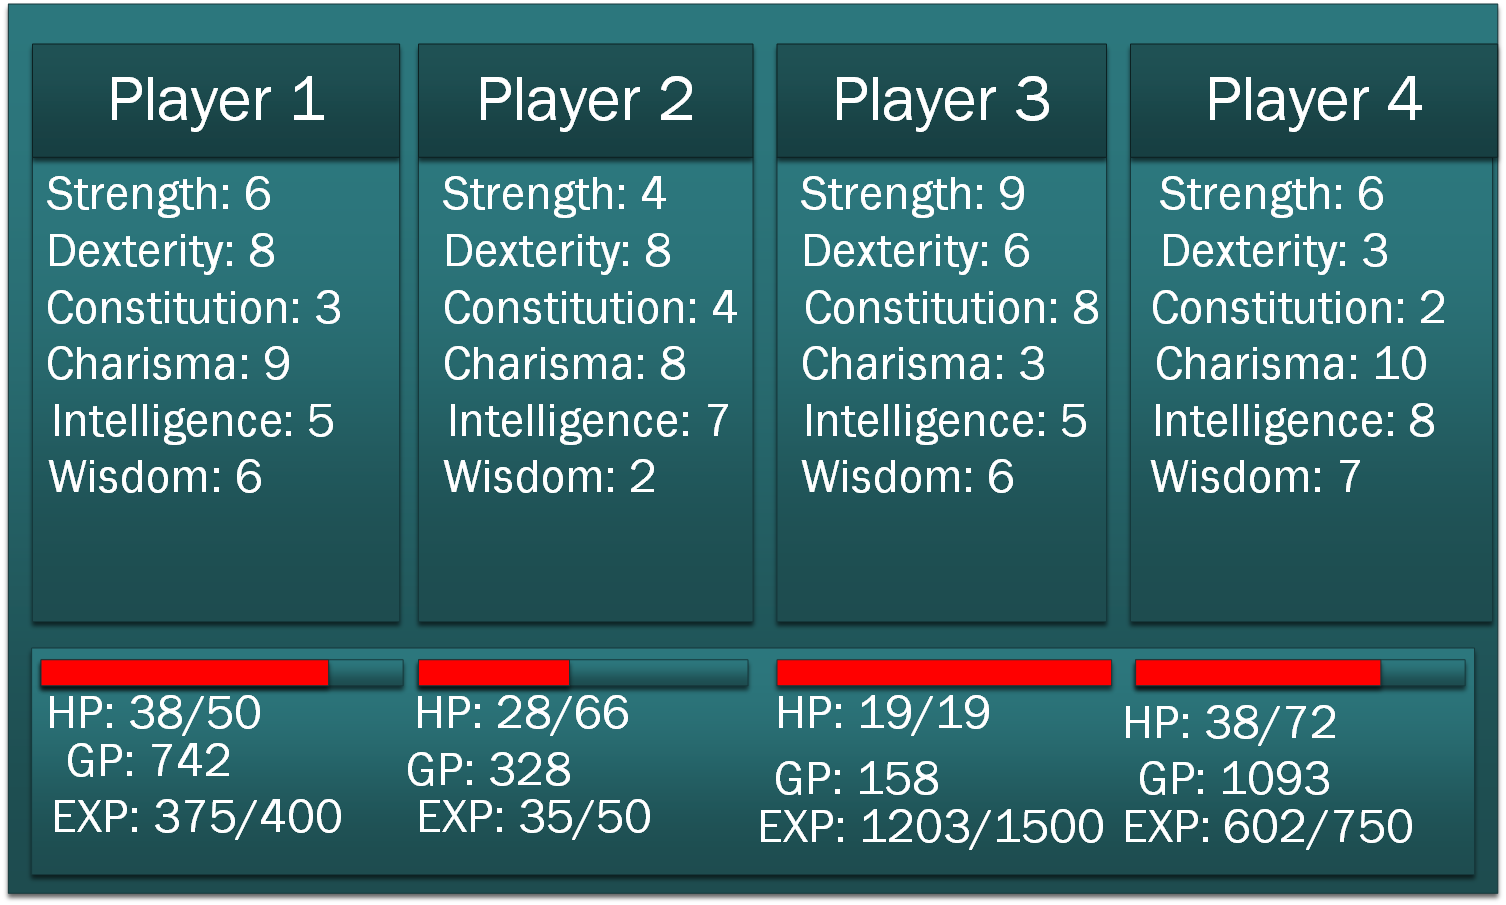 Player 1
Strength: 6
Dexterity: 8
Constitution: 3
Charisma: 9
Intelligence: 5
Wisdom: 6
Player 2
Strength: 4
Dexterity: 8
Constitution: 4
Charisma: 8
Intelligence: 7
Wisdom: 2
Player 3
Strength: 9
Dexterity: 6
Constitution: 8
Charisma: 3
Intelligence: 5
Wisdom: 6
Player 4
Strength: 6
Dexterity: 3
Constitution: 2
Charisma: 10
Intelligence: 8
Wisdom: 7
HP: 38/50
GP: 742
EXP: 375/400
HP: 28/66
GP: 328
EXP: 35/50
HP: 19/19
GP: 158
EXP: 1203/1500
HP: 38/72
GP: 1093
EXP: 602/750